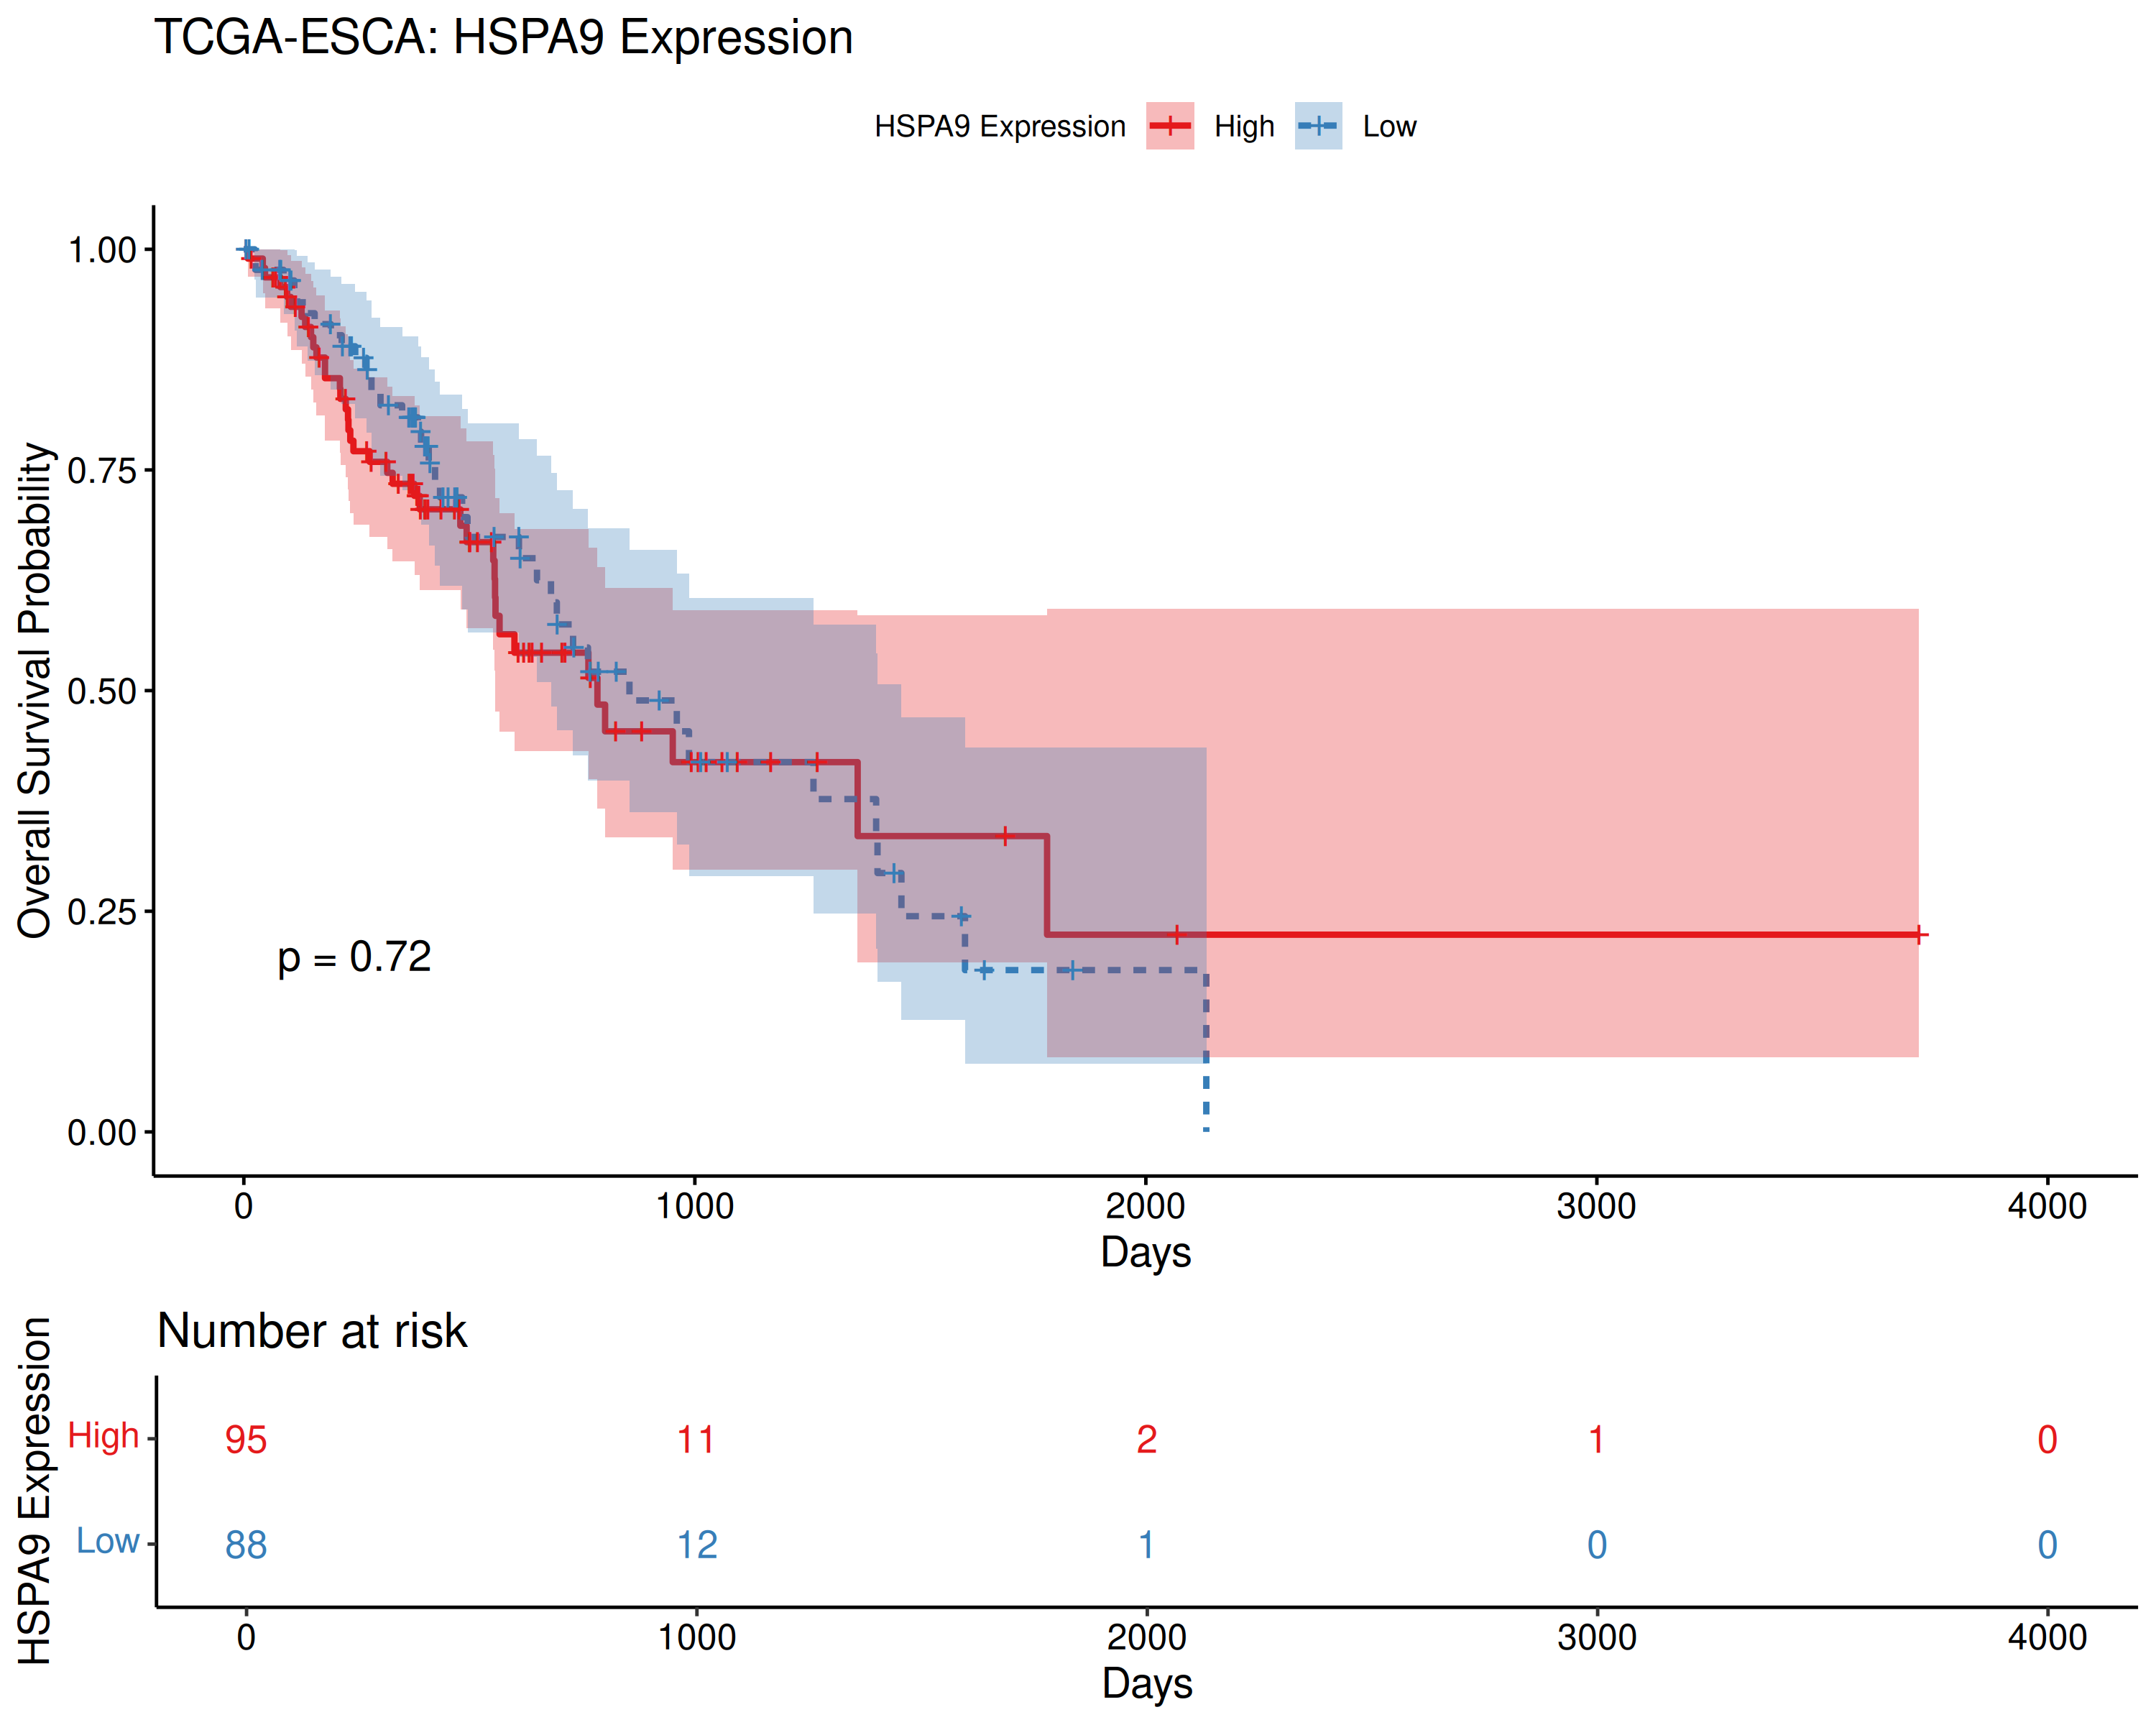 TCGA-ESCA: HSPA9 Expression
HSPA9 Expression High Low
Overall Survival Probability
1.00
0.75
0.50
0.25
0.00
p = 0.72
0 1000 2000 3000 4000
Days
Number at risk
HSPA9 Expression
High 95 11 2 1 0
Low 88 12 1 0 0
0 1000 2000 3000 4000
Days